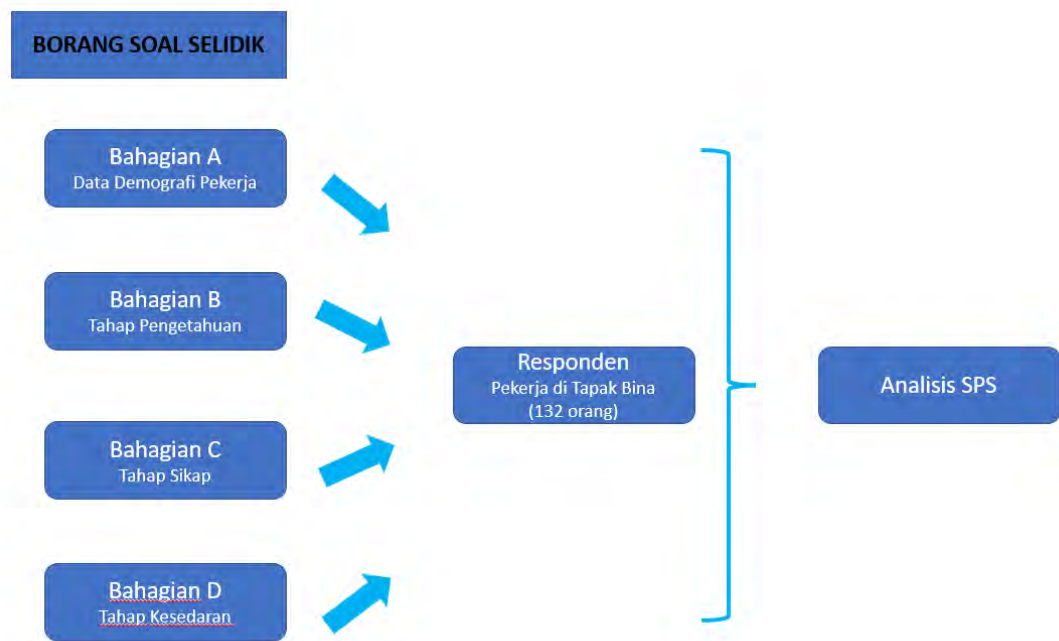 BORANG SOAL SELIDIK
Bahagian A
Data Demografi Pekerja
Bahagian B
Tahap Pengetahuan
Bahagian C
Tahap Sikap
Bahagian D
Tahap Kesedaran
Responden
Pekerja di Tapak Bina
(132 orang)
Analisis SPS